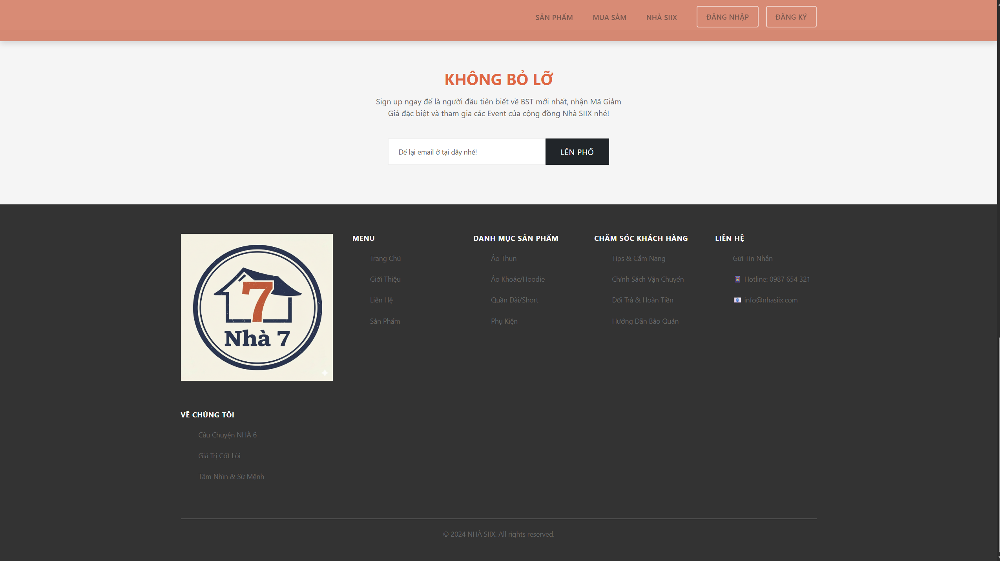 SẢN PHẨM MUA SẮM NHÀ SIIX ĐĂNG NHẬP ĐĂNG KÝ
KHÔNG BỎ LỠ
Sign up ngay để là người đầu tiên biết về BST mới nhất, nhận Mã Giảm
Giá đặc biệt và tham gia các Event của cộng đồng Nhà SIIX nhé!
Để lại email ở tại đây nhé!
LÊN PHỐ
7
Nhà 7
MENU
Trang Chủ
Giới Thiệu
Liên Hệ
Sản Phẩm
DANH MỤC SẢN PHẨM
Áo Thun
Áo Khoác/Hoodie
Quần Dài/Short
Phụ Kiện
CHĂM SÓC KHÁCH HÀNG
Tips & Cẩm Nang
Chính Sách Vận Chuyển
Đổi Trả & Hoàn Tiền
Hướng Dẫn Bảo Quản
LIÊN HỆ
Gửi Tin Nhắn
Hotline: 0987 654 321
info@nhasiix.com
VỀ CHÚNG TÔI
Câu Chuyện NHÀ 6
Giá Trị Cốt Lõi
Tầm Nhìn & Sứ Mệnh
© 2024 NHÀ SIIX. All rights reserved.